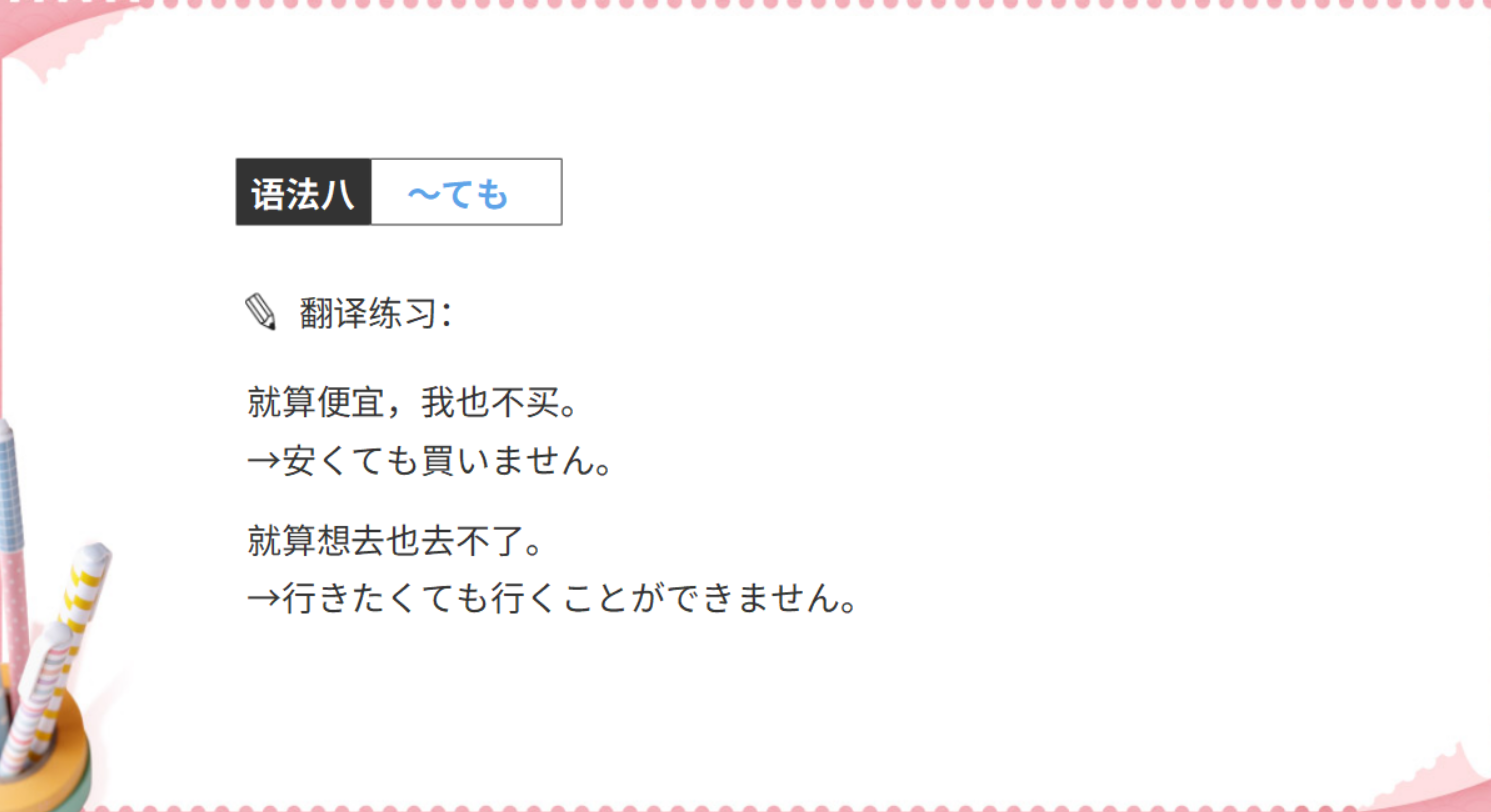 语法八 ～ても
翻译练习：
就算便宜，我也不买。
→安くても買いません。
就算想去也去不了。
→行きたくても行くことができません。